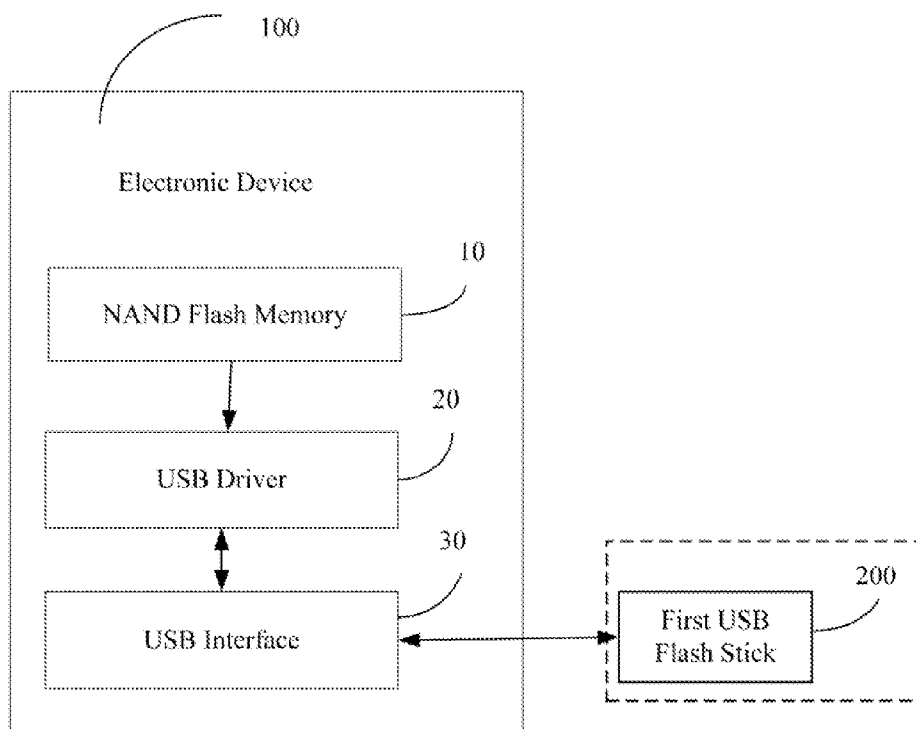 100
Electronic Device
10
NAND Flash Memory
20
USB Driver
30
USB Interface
200
First USB
Flash Stick